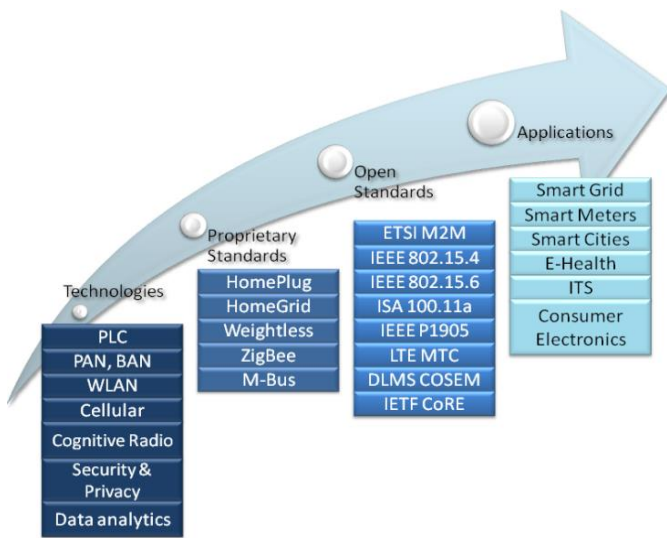 Technologies
PLC
PAN, BAN
WLAN
Cellular
Cognitive Radio
Security &
Privacy
Data analytics
Proprietary
Standards
HomePlug
HomeGrid
Weightless
ZigBee
M-Bus
Open
Standards
ETSI M2M
IEEE 802.15.4
IEEE 802.15.6
ISA 100.11a
IEEE P1905
LTE MTC
DLMS COSEM
IETF CoRE
Applications
Smart Grid
Smart Meters
Smart Cities
E-Health
ITS
Consumer
Electronics